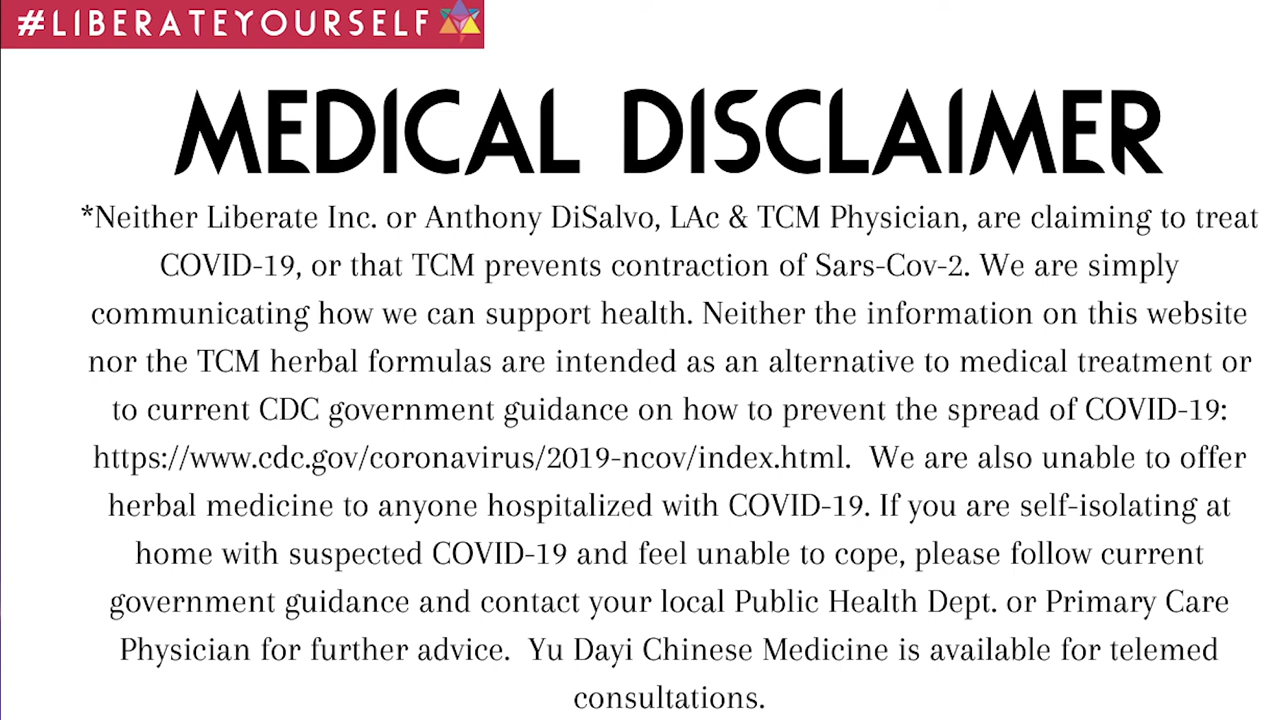 #LIBERATEYOURSELF
MEDICAL DISCLAIMER
*Neither Liberate Inc. or Anthony DiSalvo, LAc & TCM Physician, are claiming to treat
COVID-19, or that TCM prevents contraction of Sars-Cov-2. We are simply
communicating how we can support health. Neither the information on this website
nor the TCM herbal formulas are intended as an alternative to medical treatment or
to current CDC government guidance on how to prevent the spread of COVID-19:
https://www.cdc.gov/coronavirus/2019-ncov/index.html.  We are also unable to offer
herbal medicine to anyone hospitalized with COVID-19. If you are self-isolating at
home with suspected COVID-19 and feel unable to cope, please follow current
government guidance and contact your local Public Health Dept. or Primary Care
Physician for further advice.  Yu Dayi Chinese Medicine is available for telemed
consultations.